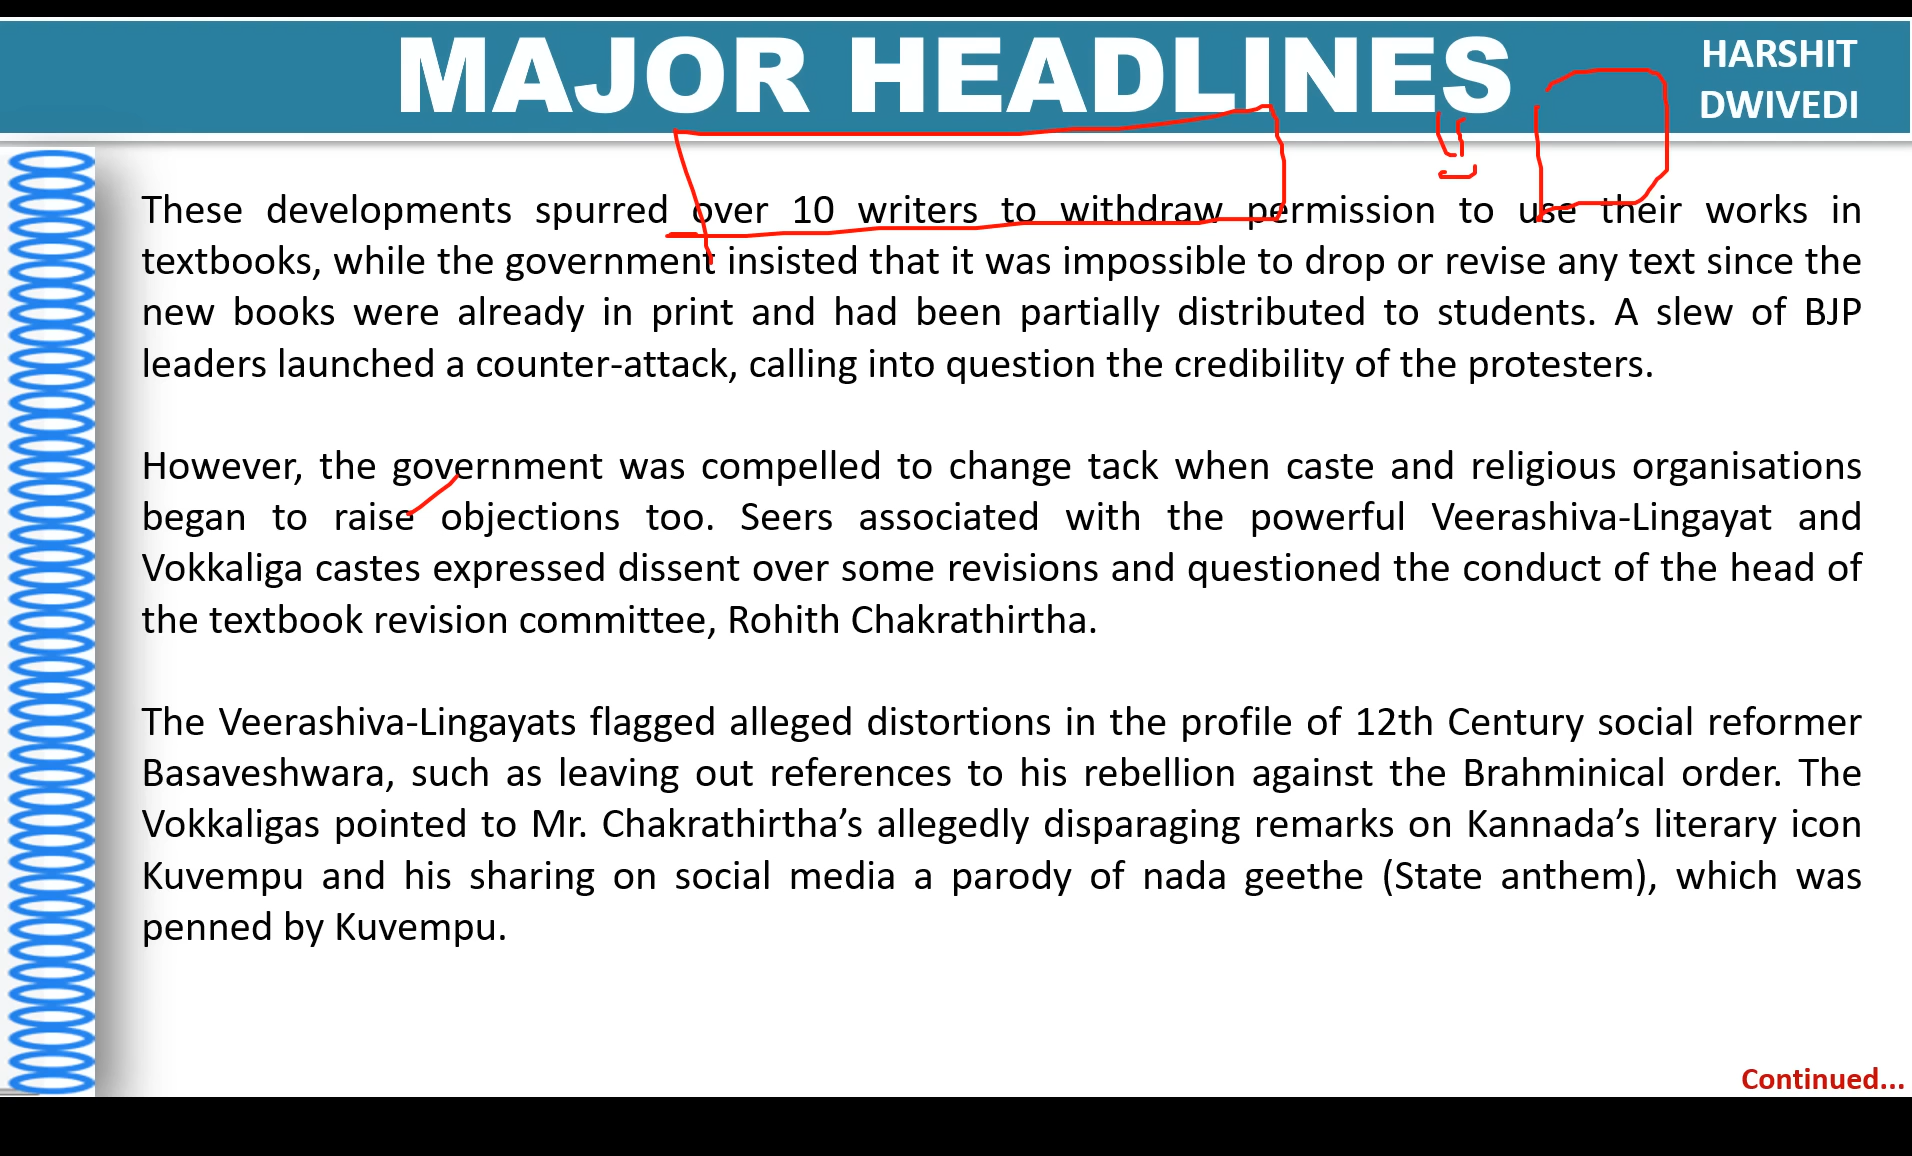 MAJOR HEADLINES
HARSHIT
DWIVEDI
These developments spurred over 10 writers to withdraw permission to use their works in
textbooks, while the government insisted that it was impossible to drop or revise any text since the
new books were already in print and had been partially distributed to students. A slew of BJP
leaders launched a counter-attack, calling into question the credibility of the protesters.
However, the government was compelled to change tack when caste and religious organisations
began to raise objections too. Seers associated with the powerful Veerashiva-Lingayat and
Vokkaliga castes expressed dissent over some revisions and questioned the conduct of the head of
the textbook revision committee, Rohith Chakrathirtha.
The Veerashiva-Lingayats flagged alleged distortions in the profile of 12th Century social reformer
Basaveshwara, such as leaving out references to his rebellion against the Brahminical order. The
Vokkaligas pointed to Mr. Chakrathirtha’s allegedly disparaging remarks on Kannada’s literary icon
Kuvempu and his sharing on social media a parody of nada geethe (State anthem), which was
penned by Kuvempu.
Continued...